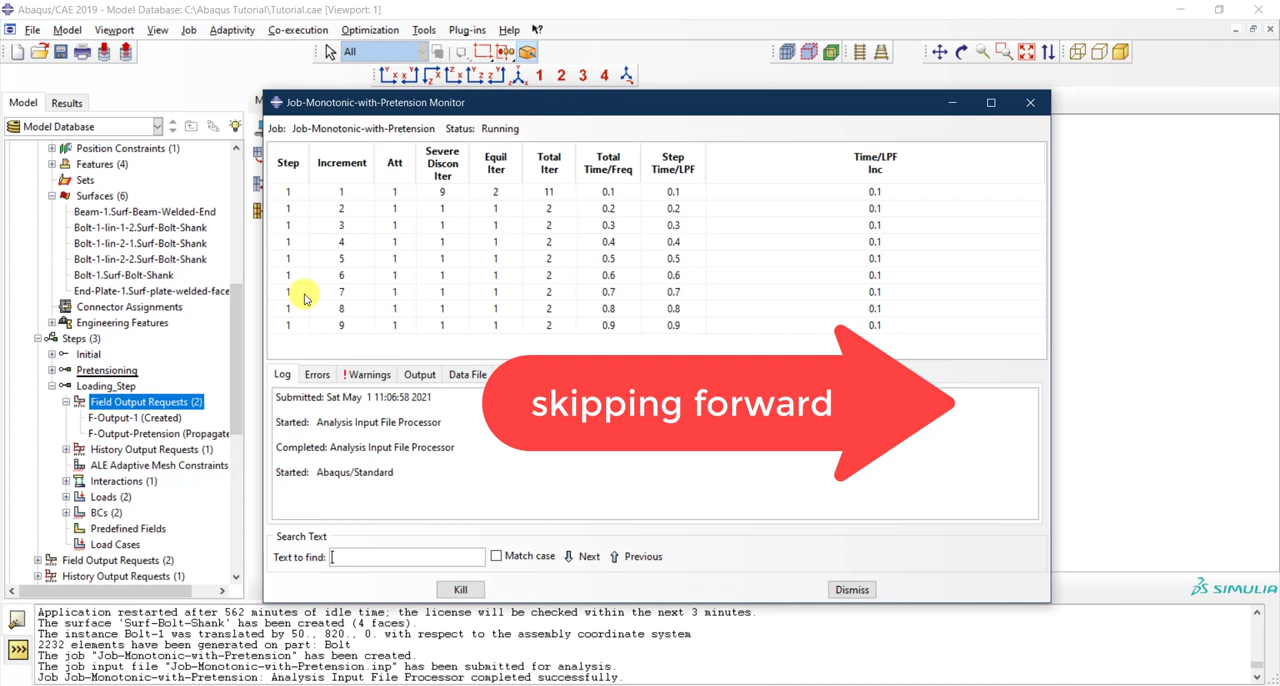 Abaqus/CAE 2019 - Model Database: C:\Abaqus Tutorial\Tutorial.cae [Viewport: 1]
File Model Viewport View Job Adaptivity Co-execution Optimization Tools Plug-ins Help
All
1 2 3 4
Model Results
Model Database
Position Constraints (1)
Features (4)
Sets
Surfaces (6)
Beam-1.Surf-Beam-Welded-End
Bolt-1-lin-1-2.Surf-Bolt-Shank
Bolt-1-lin-2-1.Surf-Bolt-Shank
Bolt-1-lin-2-2.Surf-Bolt-Shank
Bolt-1.Surf-Bolt-Shank
End-Plate-1.Surf-plate-welded-face
Connector Assignments
Engineering Features
Steps (3)
Initial
Pretensioning
Loading_Step
Field Output Requests (2)
F-Output-1 (Created)
F-Output-Pretension (Propagate
History Output Requests (1)
ALE Adaptive Mesh Constraints
Interactions (1)
Loads (2)
BCs (2)
Predefined Fields
Load Cases
Field Output Requests (2)
History Output Requests (1)
Job-Monotonic-with-Pretension Monitor
Job: Job-Monotonic-with-Pretension Status: Running
Step Increment Att Severe Discon Iter Equil Iter Total Iter Total Time/Freq Step Time/LPF Time/LPF Inc
1 1 1 9 2 11 0.1 0.1 0.1
1 2 1 1 1 2 0.2 0.2 0.1
1 3 1 1 1 2 0.3 0.3 0.1
1 4 1 1 1 2 0.4 0.4 0.1
1 5 1 1 1 2 0.5 0.5 0.1
1 6 1 1 1 2 0.6 0.6 0.1
1 7 1 1 1 2 0.7 0.7 0.1
1 8 1 1 1 2 0.8 0.8 0.1
1 9 1 1 1 2 0.9 0.9 0.1
Log Errors ! Warnings Output Data File
Submitted: Sat May 1 11:06:58 2021
Started: Analysis Input File Processor
Completed: Analysis Input File Processor
Started: Abaqus/Standard
skipping forward
Search Text
Text to find: Match case Next Previous
Kill Dismiss
SIMULIA
Application restarted after 562 minutes of idle time; the license will be checked within the next 3 minutes.
The surface 'Surf-Bolt-Shank' has been created (4 faces).
The instance Bolt-1 was translated by 50., 820., 0. with respect to the assembly coordinate system
2232 elements have been generated on part: Bolt
The job "Job-Monotonic-with-Pretension" has been created.
The job input file "Job-Monotonic-with-Pretension.inp" has been submitted for analysis.
Job Job-Monotonic-with-Pretension: Analysis Input File Processor completed successfully.